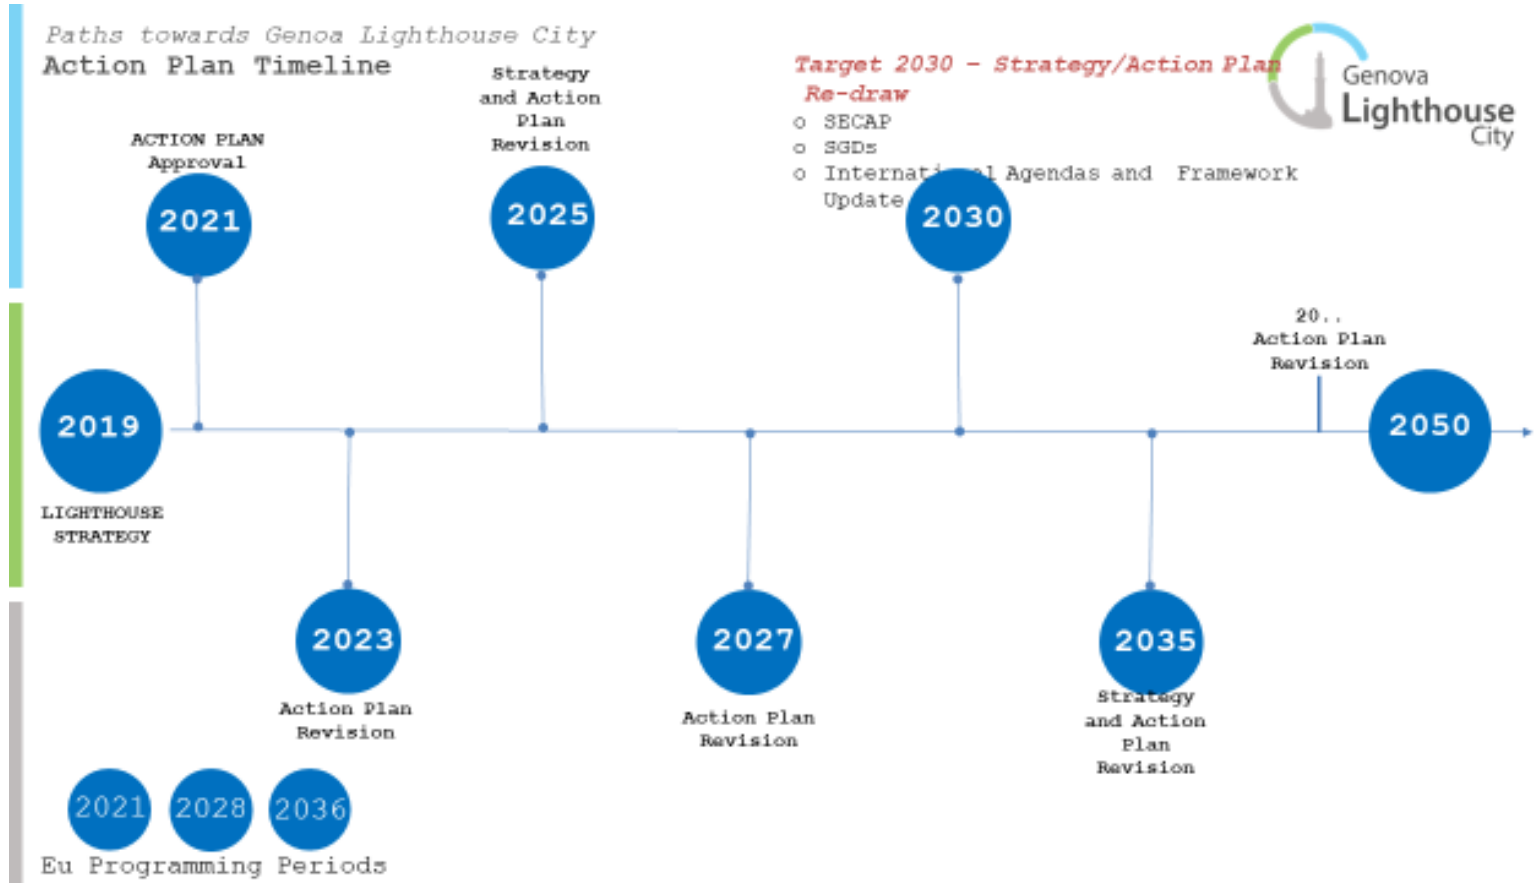 Paths towards Genoa Lighthouse City
Action Plan Timeline
Target 2030 – Strategy/Action Plan
Re-draw
o SECAP
o SGDs
o International Agendas and Framework
Update
Genova
Lighthouse
City
ACTION PLAN
Approval
2021
Strategy
and Action
Plan
Revision
2025
2030
20..
Action Plan
Revision
2019
LIGHTHOUSE
STRATEGY
2050
2023
Action Plan
Revision
2027
Action Plan
Revision
2035
Strategy
and Action
Plan
Revision
2021
2028
2036
Eu Programming Periods